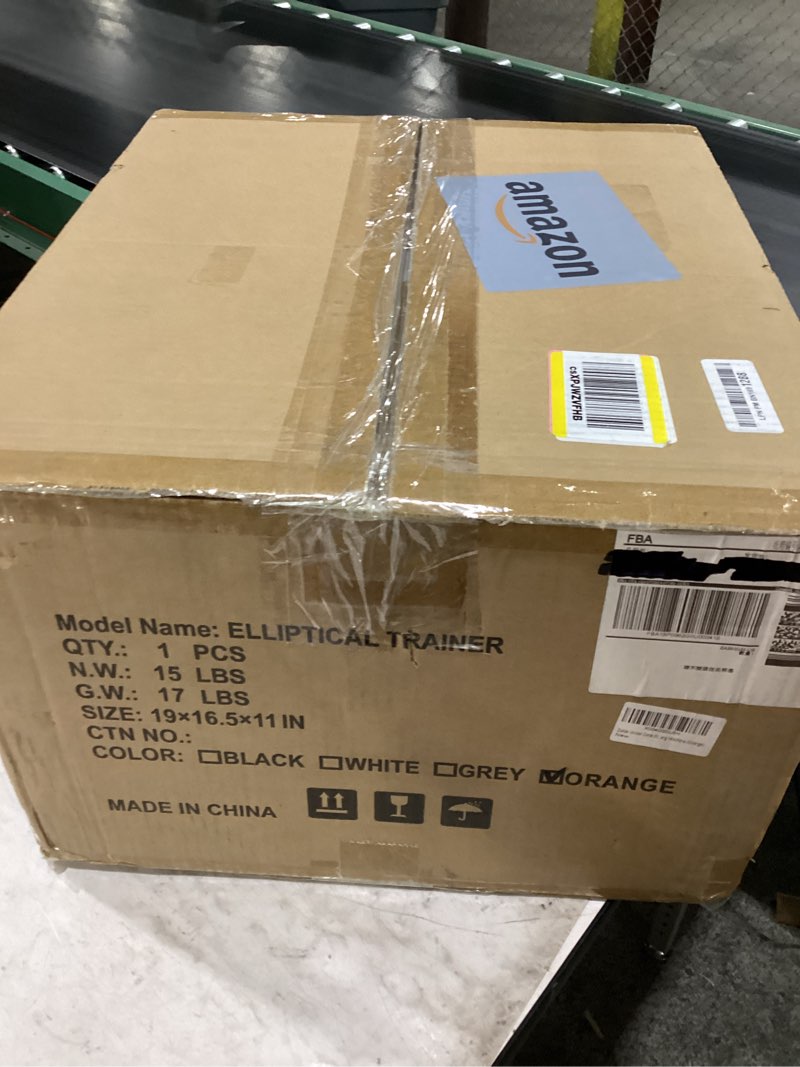 amazon
csXPJWZVFHB
Model Name: ELLIPTICAL TRAINER
QTY.: 1 PCS
N.W.: 15 LBS
G.W.: 17 LBS
SIZE: 19×16.5×11 IN
CTN NO.:
COLOR: BLACK WHITE GREY ORANGE
MADE IN CHINA
FBA